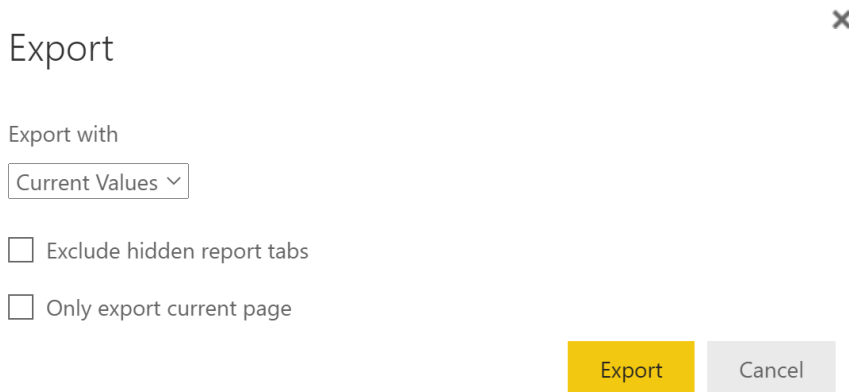 Export
Export with
Current Values
Exclude hidden report tabs
Only export current page
Export Cancel